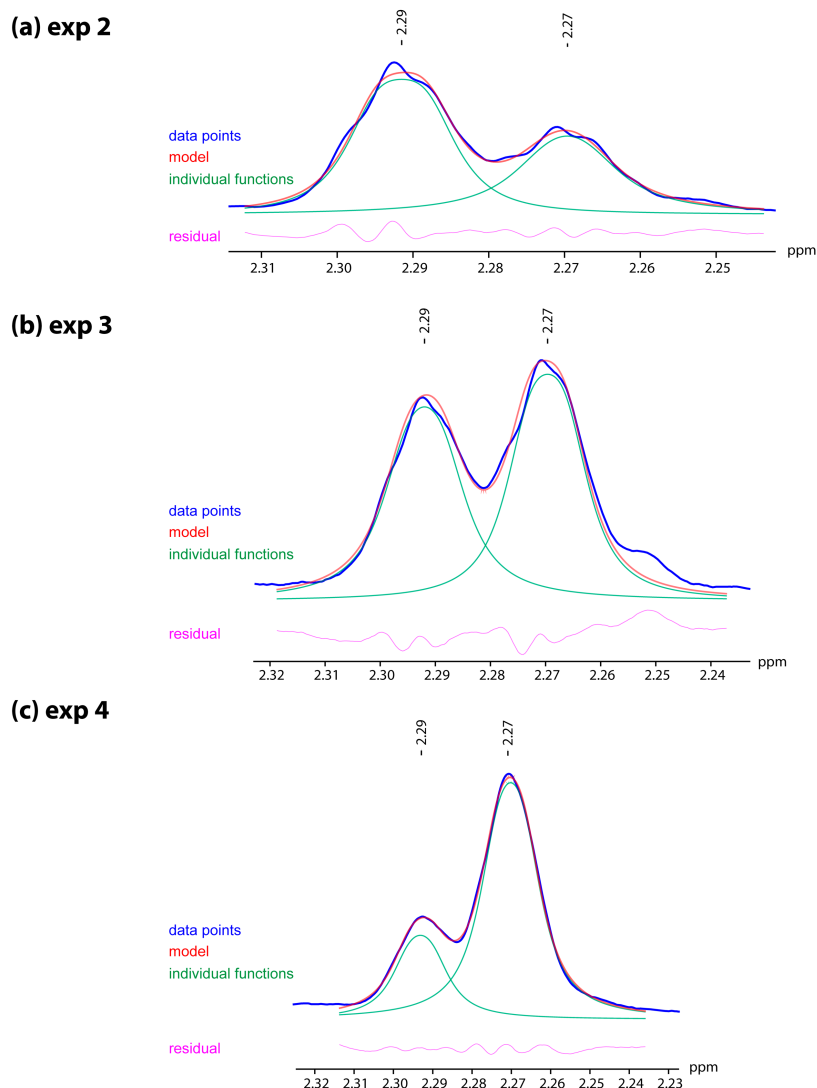 (a) exp 2
- 2.29
- 2.27
data points
model
individual functions
residual
ppm
2.31 2.30 2.29 2.28 2.27 2.26 2.25
(b) exp 3
- 2.29
- 2.27
data points
model
individual functions
residual
ppm
2.32 2.31 2.30 2.29 2.28 2.27 2.26 2.25 2.24
(c) exp 4
- 2.29
- 2.27
data points
model
individual functions
residual
ppm
2.32 2.31 2.30 2.29 2.28 2.27 2.26 2.25 2.24 2.23